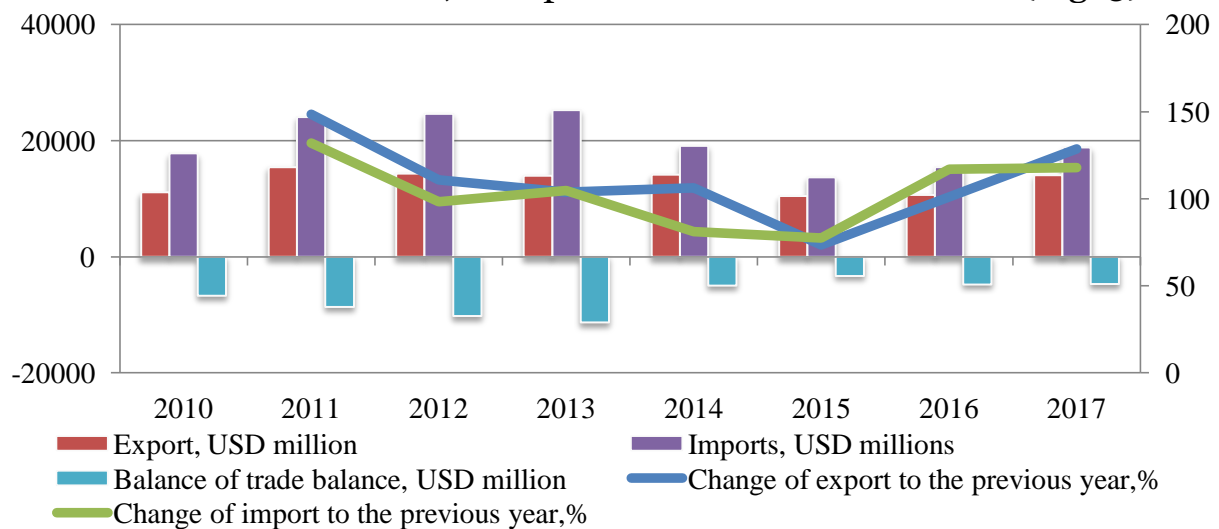 40000 200
20000 150
0 100
-20000 50
0
2010 2011 2012 2013 2014 2015 2016 2017
Export, USD million Imports, USD millions
Balance of trade balance, USD million Change of export to the previous year,%
Change of import to the previous year,%